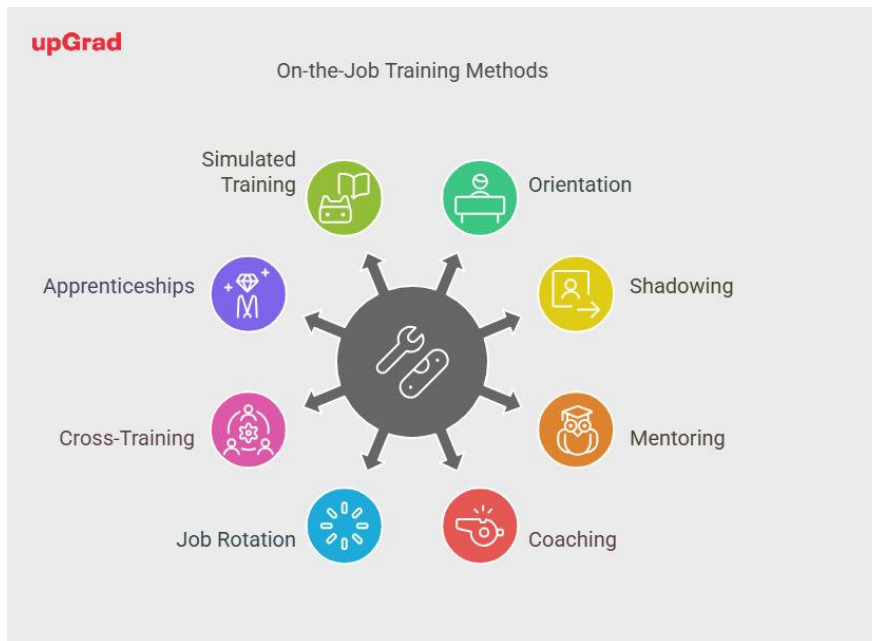 upGrad
On-the-Job Training Methods
Simulated
Training
Orientation
Apprenticeships
Shadowing
Cross-Training
Mentoring
Job Rotation
Coaching